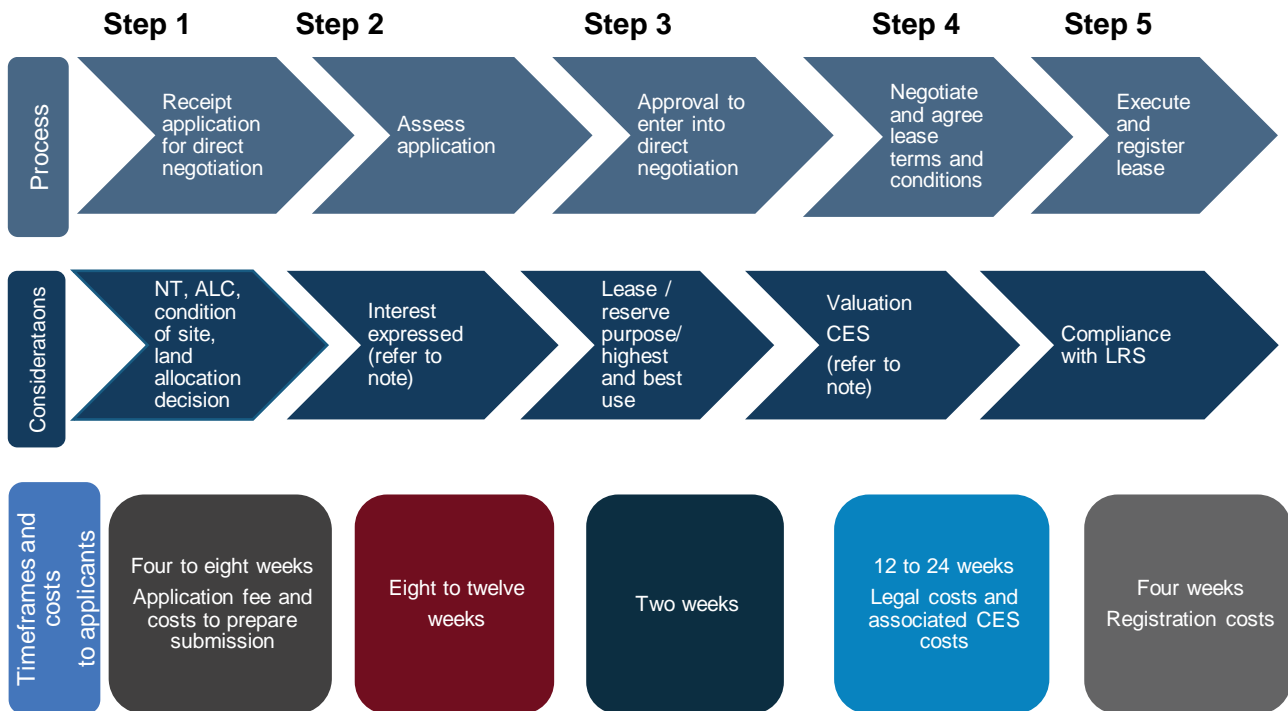 Step 1
Step 2
Step 3
Step 4
Step 5
Process
Receipt
application
for direct
negotiation
Assess
application
Approval to
enter into
direct
negotiation
Negotiate
and agree
lease
terms and
conditions
Execute
and
register
lease
Considerataons
NT, ALC,
condition
of site,
land
allocation
decision
Interest
expressed
(refer to
note)
Lease /
reserve
purpose/
highest
and best
use
Valuation
CES
(refer to
note)
Compliance
with LRS
Timeframes and
costs
to applicants
Four to eight weeks
Application fee and
costs to prepare
submission
Eight to twelve
weeks
Two weeks
12 to 24 weeks
Legal costs and
associated CES
costs
Four weeks
Registration costs